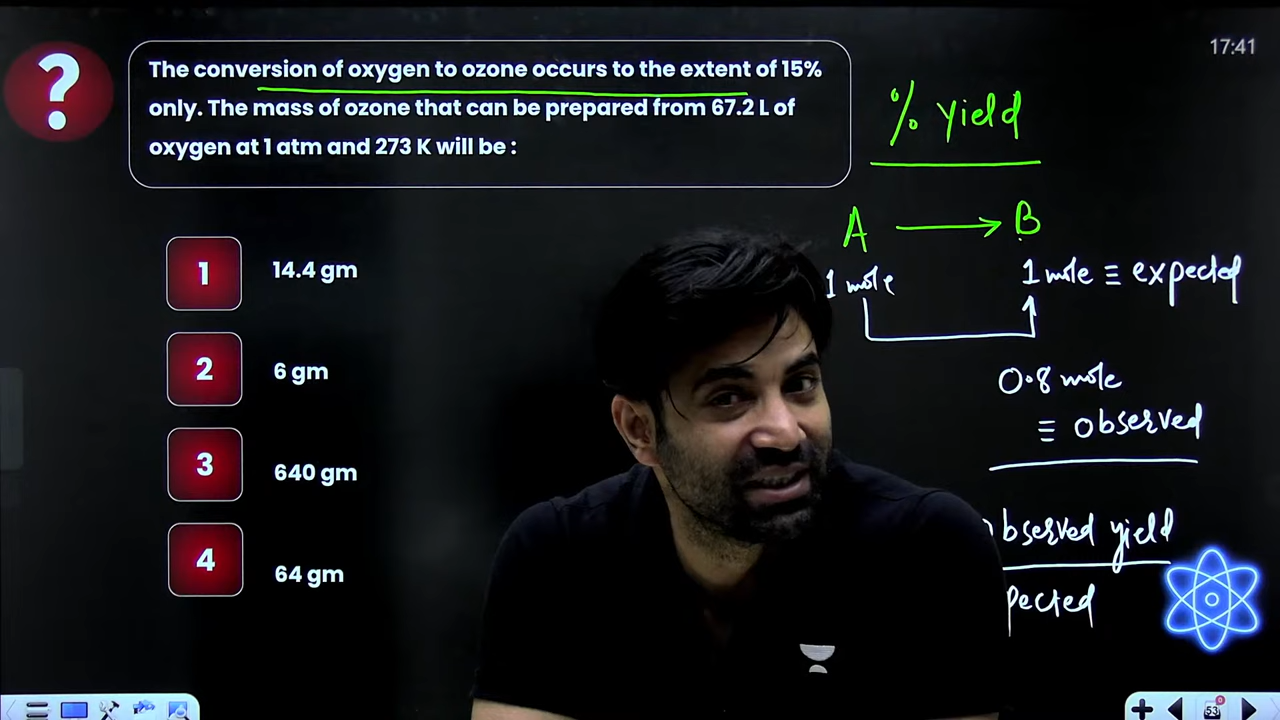 17:41
?
The conversion of oxygen to ozone occurs to the extent of 15%
only. The mass of ozone that can be prepared from 67.2 L of
oxygen at 1 atm and 273 K will be :
% yield
A → B
1 mole 1 mole ≡ expected
0.8 mole
≡ observed
bserved yield
pected
1 14.4 gm
2 6 gm
3 640 gm
4 64 gm
53